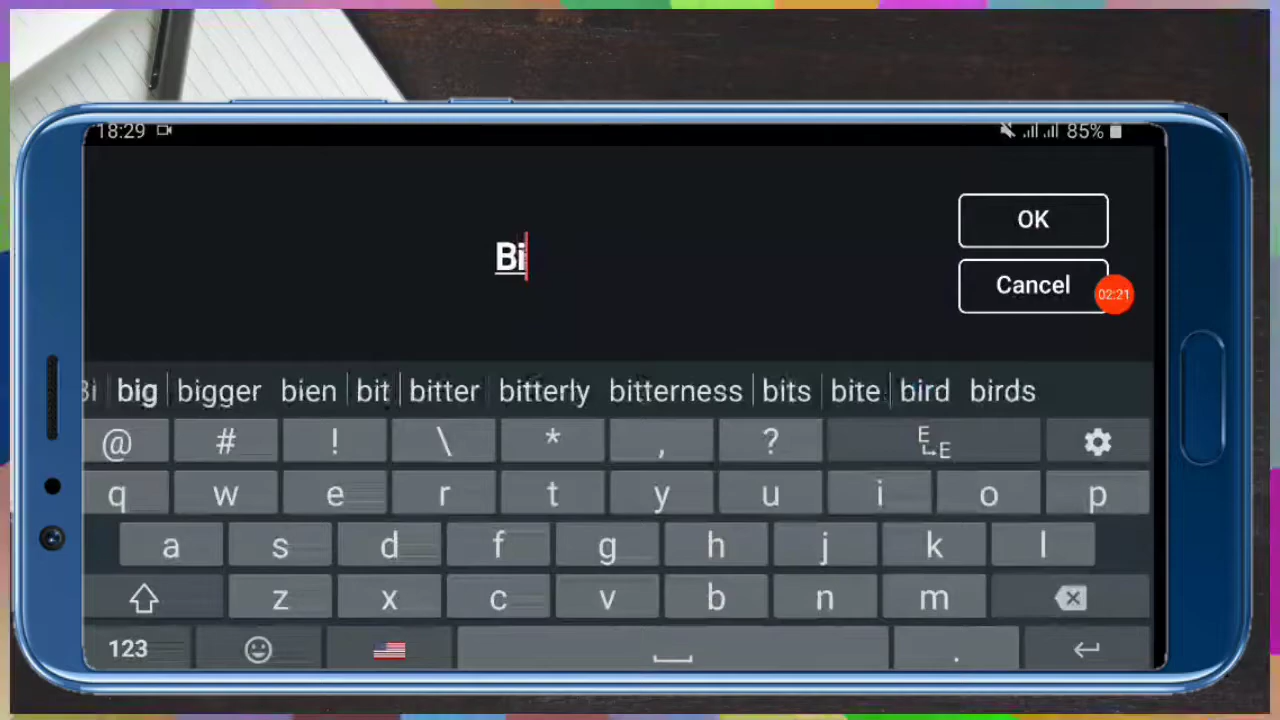 18:29 85%
Bi
OK
Cancel
02:21
Bi big bigger bien bit bitter bitterly bitterness bits bite bird birds
@ # ! \ * , ? E E
q w e r t y u i o p
a s d f g h j k l
z x c v b n m
123 .